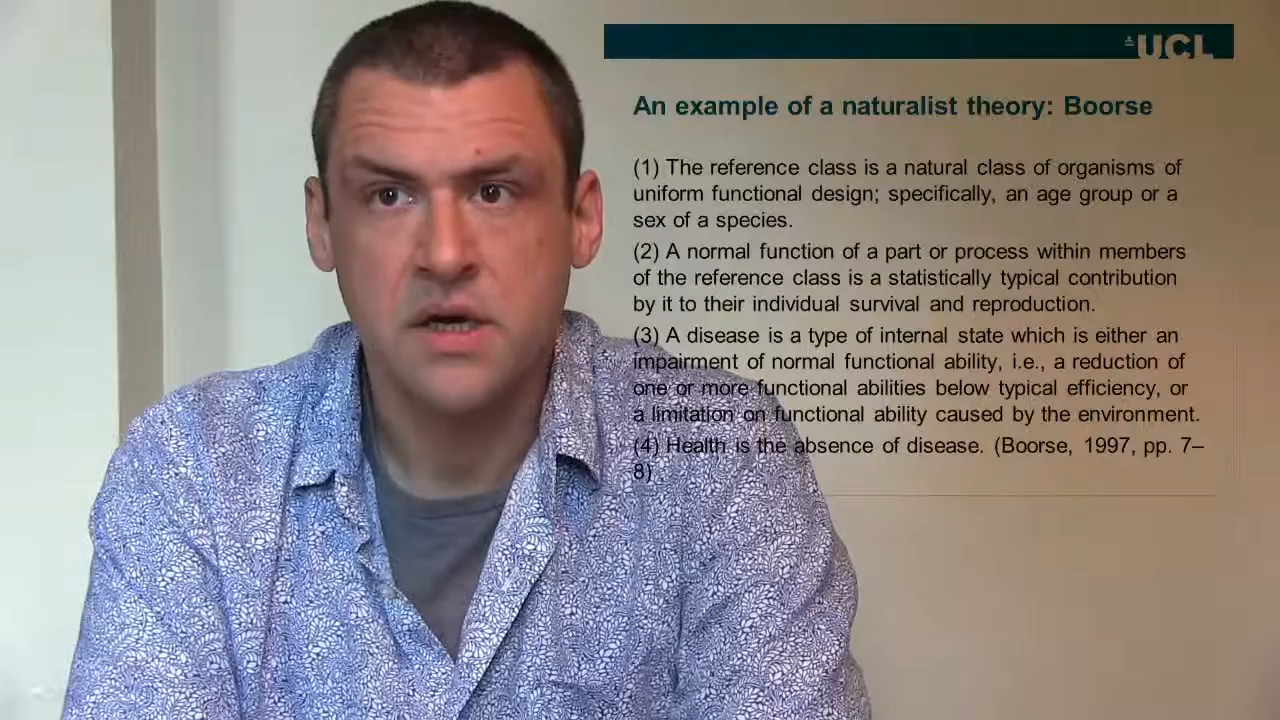 UCL
An example of a naturalist theory: Boorse
(1) The reference class is a natural class of organisms of
uniform functional design; specifically, an age group or a
sex of a species.
(2) A normal function of a part or process within members
of the reference class is a statistically typical contribution
by it to their individual survival and reproduction.
(3) A disease is a type of internal state which is either an
impairment of normal functional ability, i.e., a reduction of
one or more functional abilities below typical efficiency, or
a limitation on functional ability caused by the environment.
(4) Health is the absence of disease. (Boorse, 1997, pp. 7–
8)